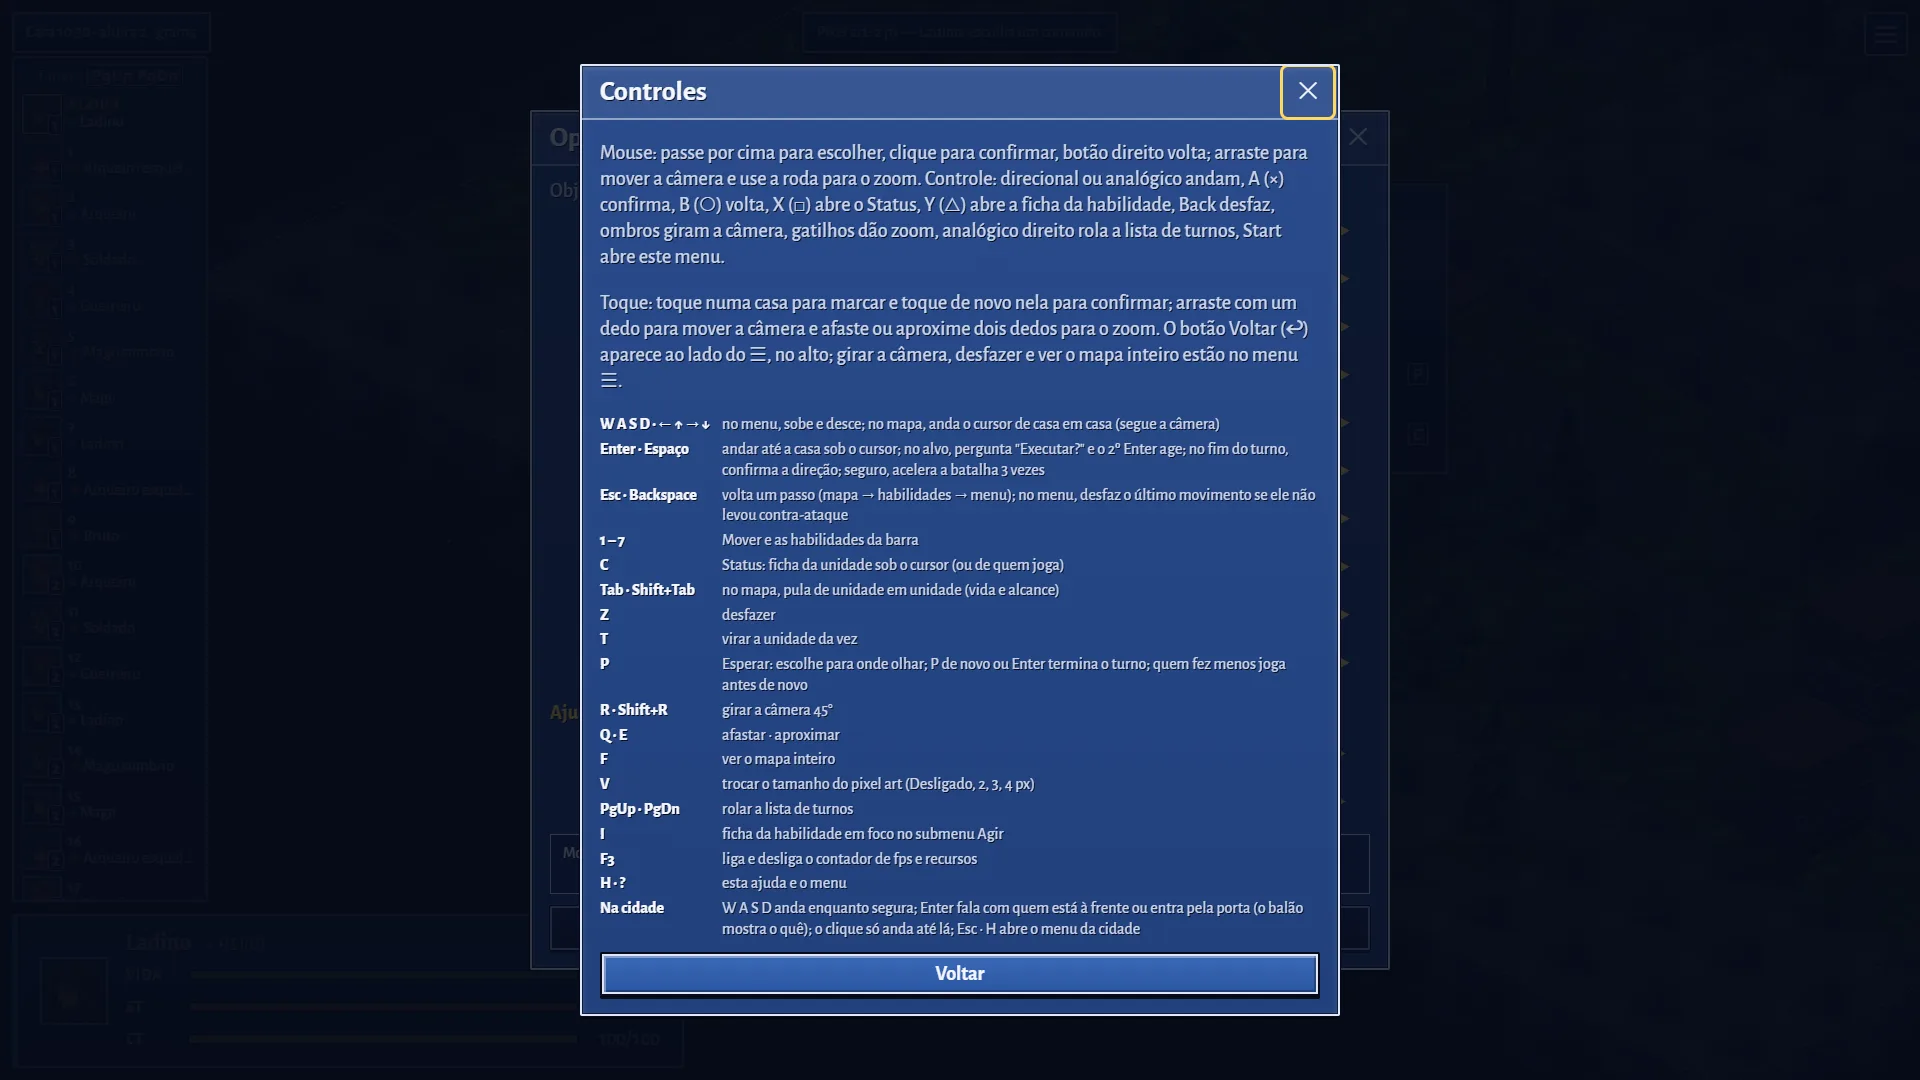 Controles
Mouse: passe por cima para escolher, clique para confirmar, botão direito volta; arraste para
mover a câmera e use a roda para o zoom. Controle: direcional ou analógico andam, A (×)
confirma, B (○) volta, X (□) abre o Status, Y (△) abre a ficha da habilidade, Back desfaz,
ombros giram a câmera, gatilhos dão zoom, analógico direito rola a lista de turnos, Start
abre este menu.
Toque: toque numa casa para marcar e toque de novo nela para confirmar; arraste com um
dedo para mover a câmera e afaste ou aproxime dois dedos para o zoom. O botão Voltar (↩)
aparece ao lado do ☰, no alto; girar a câmera, desfazer e ver o mapa inteiro estão no menu
☰.
W A S D · ← ↑ → ↓ no menu, sobe e desce; no mapa, anda o cursor de casa em casa (segue a câmera)
Enter · Espaço andar até a casa sob o cursor; no alvo, pergunta "Executar?" e o 2º Enter age; no fim do turno,
confirma a direção; seguro, acelera a batalha 3 vezes
Esc · Backspace volta um passo (mapa → habilidades → menu); no menu, desfaz o último movimento se ele não
levou contra-ataque
1–7 Mover e as habilidades da barra
C Status: ficha da unidade sob o cursor (ou de quem joga)
Tab · Shift+Tab no mapa, pula de unidade em unidade (vida e alcance)
Z desfazer
T virar a unidade da vez
P Esperar: escolhe para onde olhar; P de novo ou Enter termina o turno; quem fez menos joga
antes de novo
R · Shift+R girar a câmera 45°
Q · E afastar · aproximar
F ver o mapa inteiro
V trocar o tamanho do pixel art (Desligado, 2, 3, 4 px)
PgUp · PgDn rolar a lista de turnos
I ficha da habilidade em foco no submenu Agir
F3 liga e desliga o contador de fps e recursos
H · ? esta ajuda e o menu
Na cidade W A S D anda enquanto segura; Enter fala com quem está à frente ou entra pela porta (o balão
mostra o quê); o clique só anda até lá; Esc · H abre o menu da cidade
Voltar